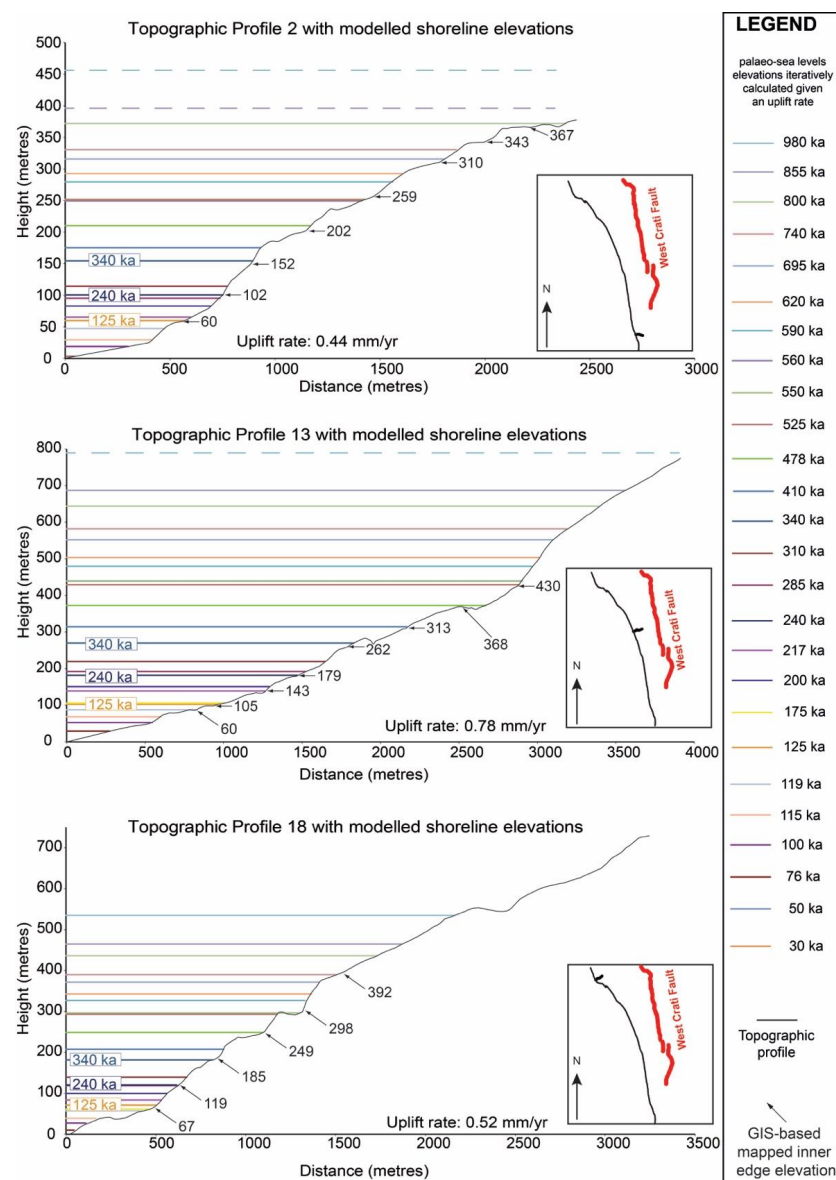 Topographic Profile 2 with modelled shoreline elevations
500
450
400
350
300
250
200
150
100
50
0
Height (metres)
340 ka
240 ka
125 ka
367
343
310
259
202
152
102
60
Uplift rate: 0.44 mm/yr
West Crati Fault
N
0
500
1000
1500
2000
2500
3000
Distance (metres)
Topographic Profile 13 with modelled shoreline elevations
800
700
600
500
400
300
200
100
0
Height (metres)
340 ka
240 ka
125 ka
430
368
313
262
179
143
105
60
Uplift rate: 0.78 mm/yr
West Crati Fault
N
0
500
1000
1500
2000
2500
3000
3500
4000
Distance (metres)
Topographic Profile 18 with modelled shoreline elevations
700
600
500
400
300
200
100
0
Height (metres)
340 ka
240 ka
125 ka
392
298
249
185
119
67
Uplift rate: 0.52 mm/yr
West Crati Fault
N
0
500
1000
1500
2000
2500
3000
3500
Distance (metres)
LEGEND
palaeo-sea levels
elevations iteratively
calculated given
an uplift rate
980 ka
855 ka
800 ka
740 ka
695 ka
620 ka
590 ka
560 ka
550 ka
525 ka
478 ka
410 ka
340 ka
310 ka
285 ka
240 ka
217 ka
200 ka
175 ka
125 ka
119 ka
115 ka
100 ka
76 ka
50 ka
30 ka
Topographic
profile
GIS-based
mapped inner
edge elevation